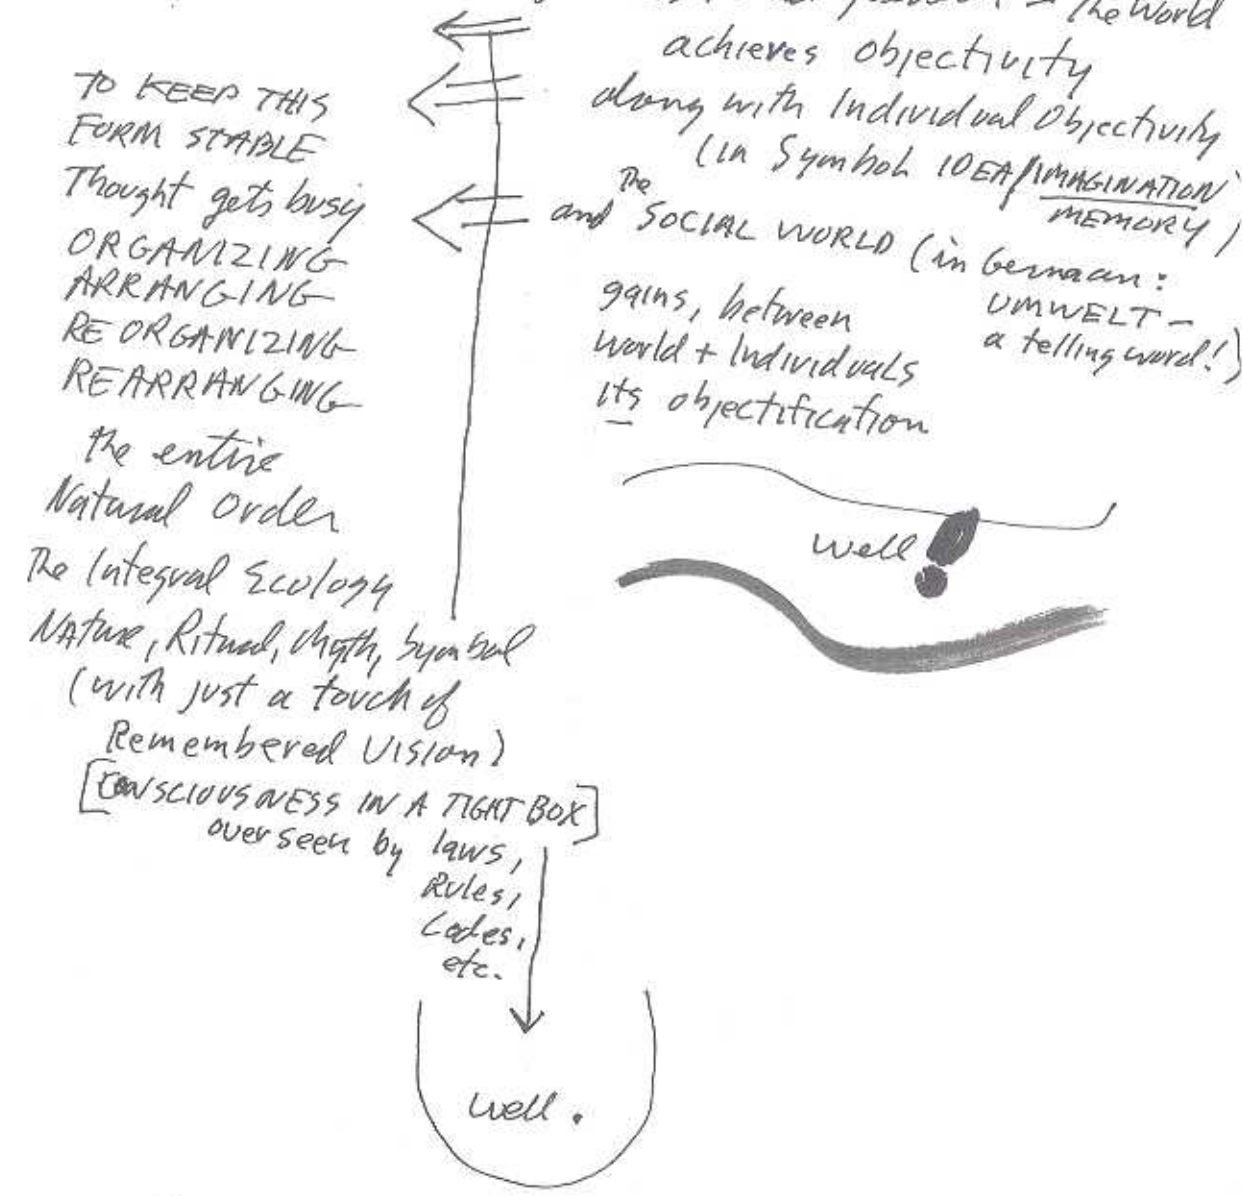 The World
achieves objectivity
along with Individual Objectivity
(in Symbol IDEA/IMAGINATION
MEMORY)
and The SOCIAL WORLD (in German:
UMWELT –
a telling word!)
gains, between
world + Individuals
its objectification
well!
TO KEEP THIS
FORM STABLE
Thought gets busy
ORGANIZING
ARRANGING
REORGANIZING
REARRANGING
the entire
Natural Order
The Integral Ecology
Nature, Ritual, Myth, Symbol
(with just a touch of
Remembered Vision)
[CONSCIOUSNESS IN A TIGHT BOX]
overseen by laws,
Rules,
Codes,
etc.
well.